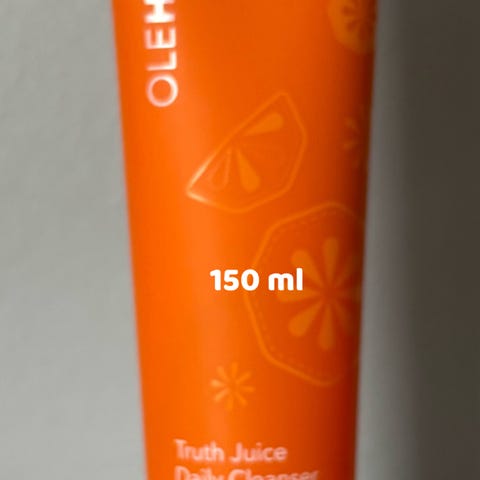 OLEH
150 ml
Truth Juice
Daily Cleanser